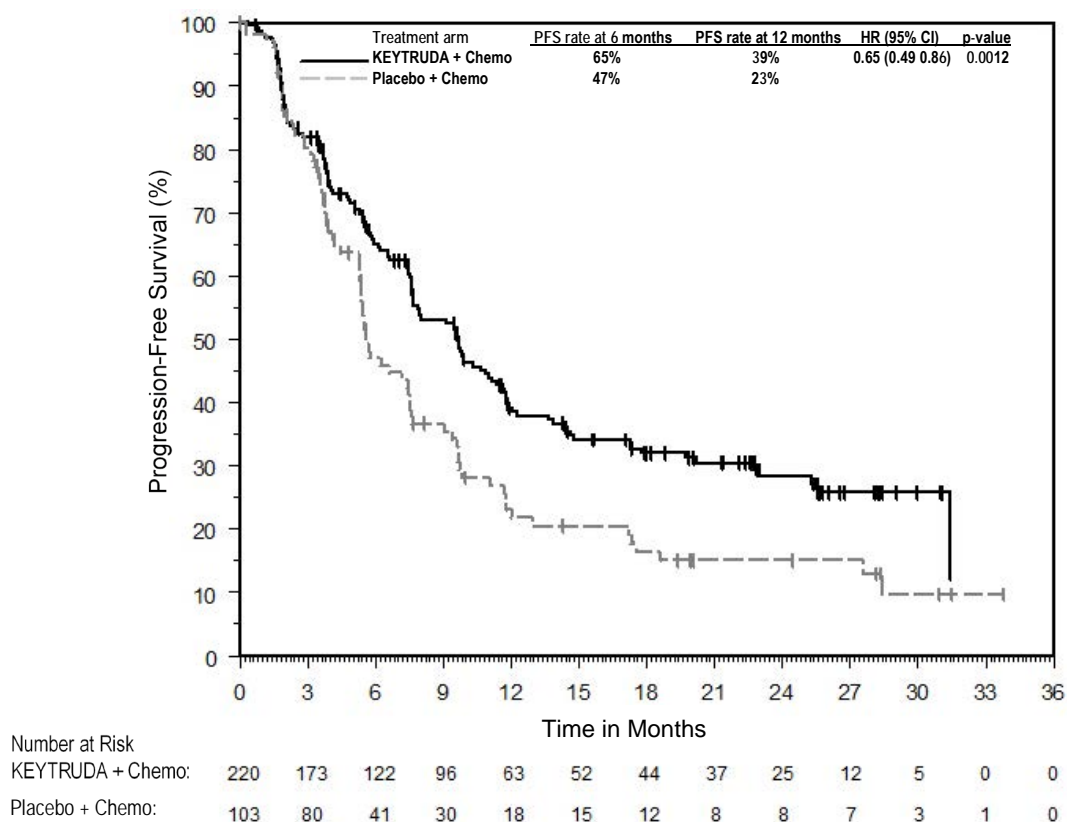 Treatment arm PFS rate at 6 months PFS rate at 12 months HR (95% CI) p-value
KEYTRUDA + Chemo 65% 39% 0.65 (0.49 0.86) 0.0012
Placebo + Chemo 47% 23%
100
90
80
70
60
50
40
30
20
10
0
Progression-Free Survival (%)
0 3 6 9 12 15 18 21 24 27 30 33 36
Time in Months
Number at Risk
KEYTRUDA + Chemo: 220 173 122 96 63 52 44 37 25 12 5 0 0
Placebo + Chemo: 103 80 41 30 18 15 12 8 8 7 3 1 0